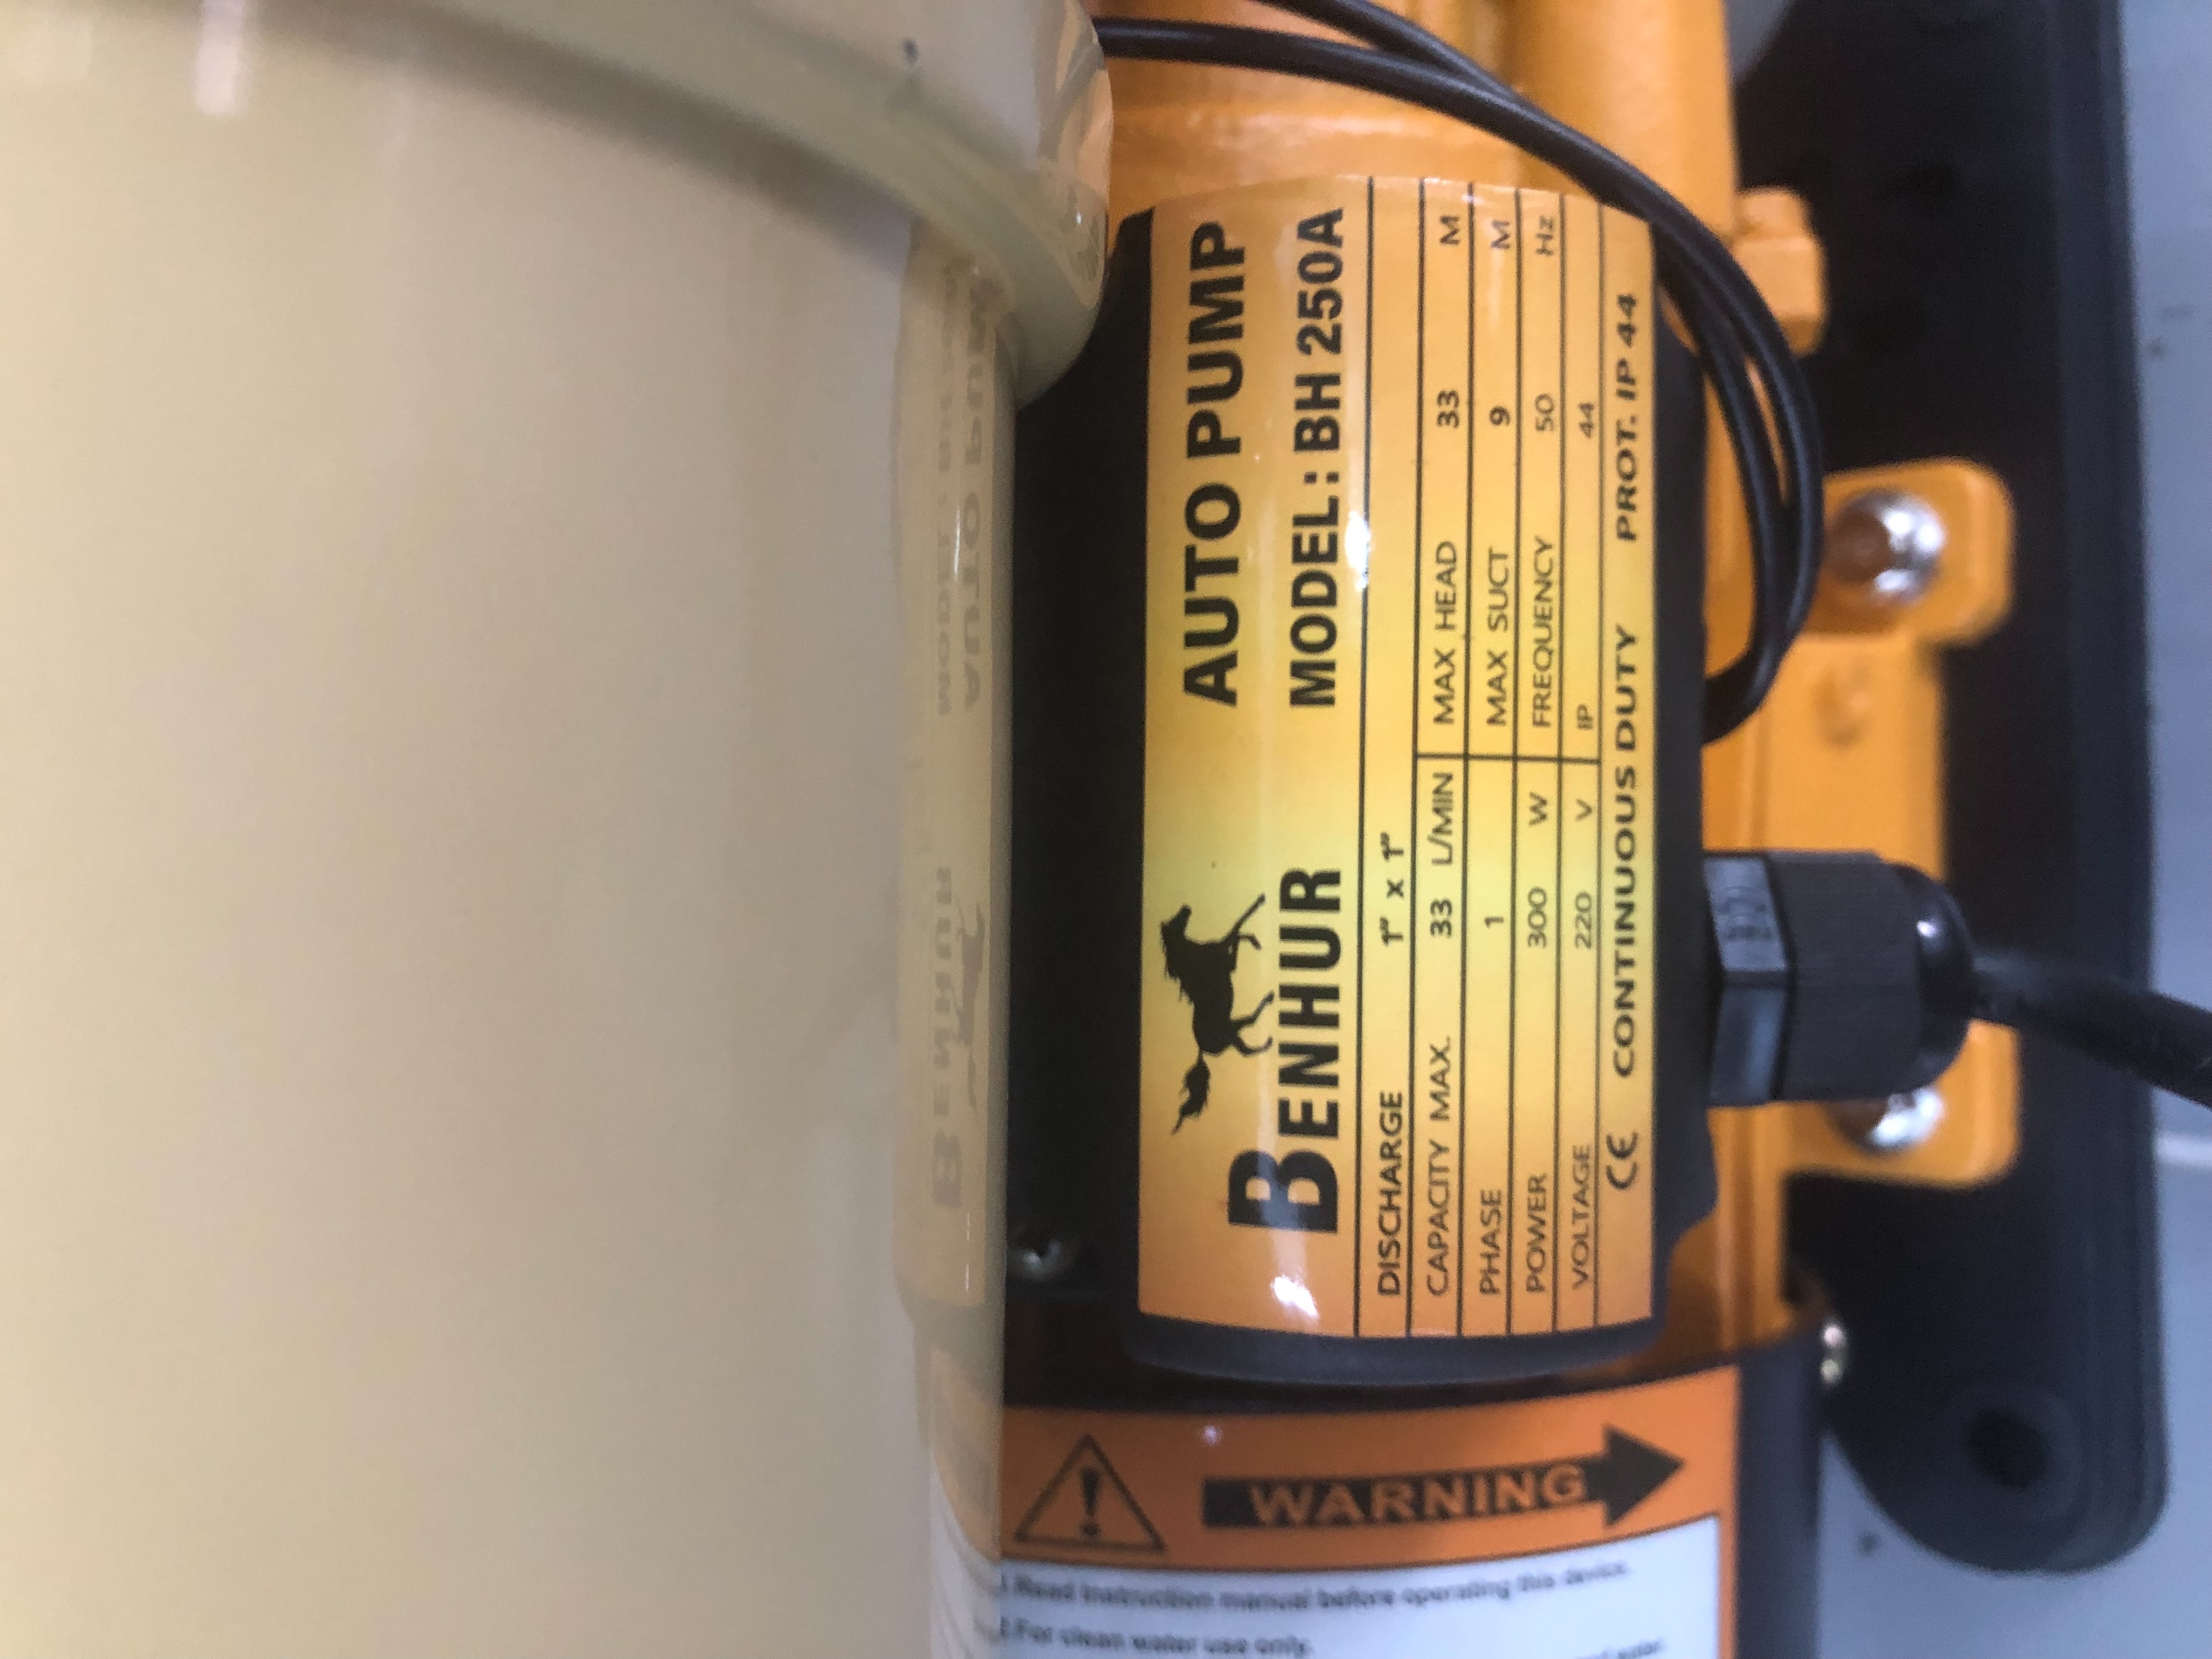 BENHUR
AUTO PUMP
MODEL: BH 250A
DISCHARGE 1" x 1"
CAPACITY MAX. 33 L/MIN MAX HEAD 33 M
PHASE 1 MAX SUCT 9 M
POWER 300 W FREQUENCY 50 Hz
VOLTAGE 220 V IP 44
CE CONTINUOUS DUTY PROT. IP 44
WARNING
Read instruction manual before operating this device.
2.For clean water use only.